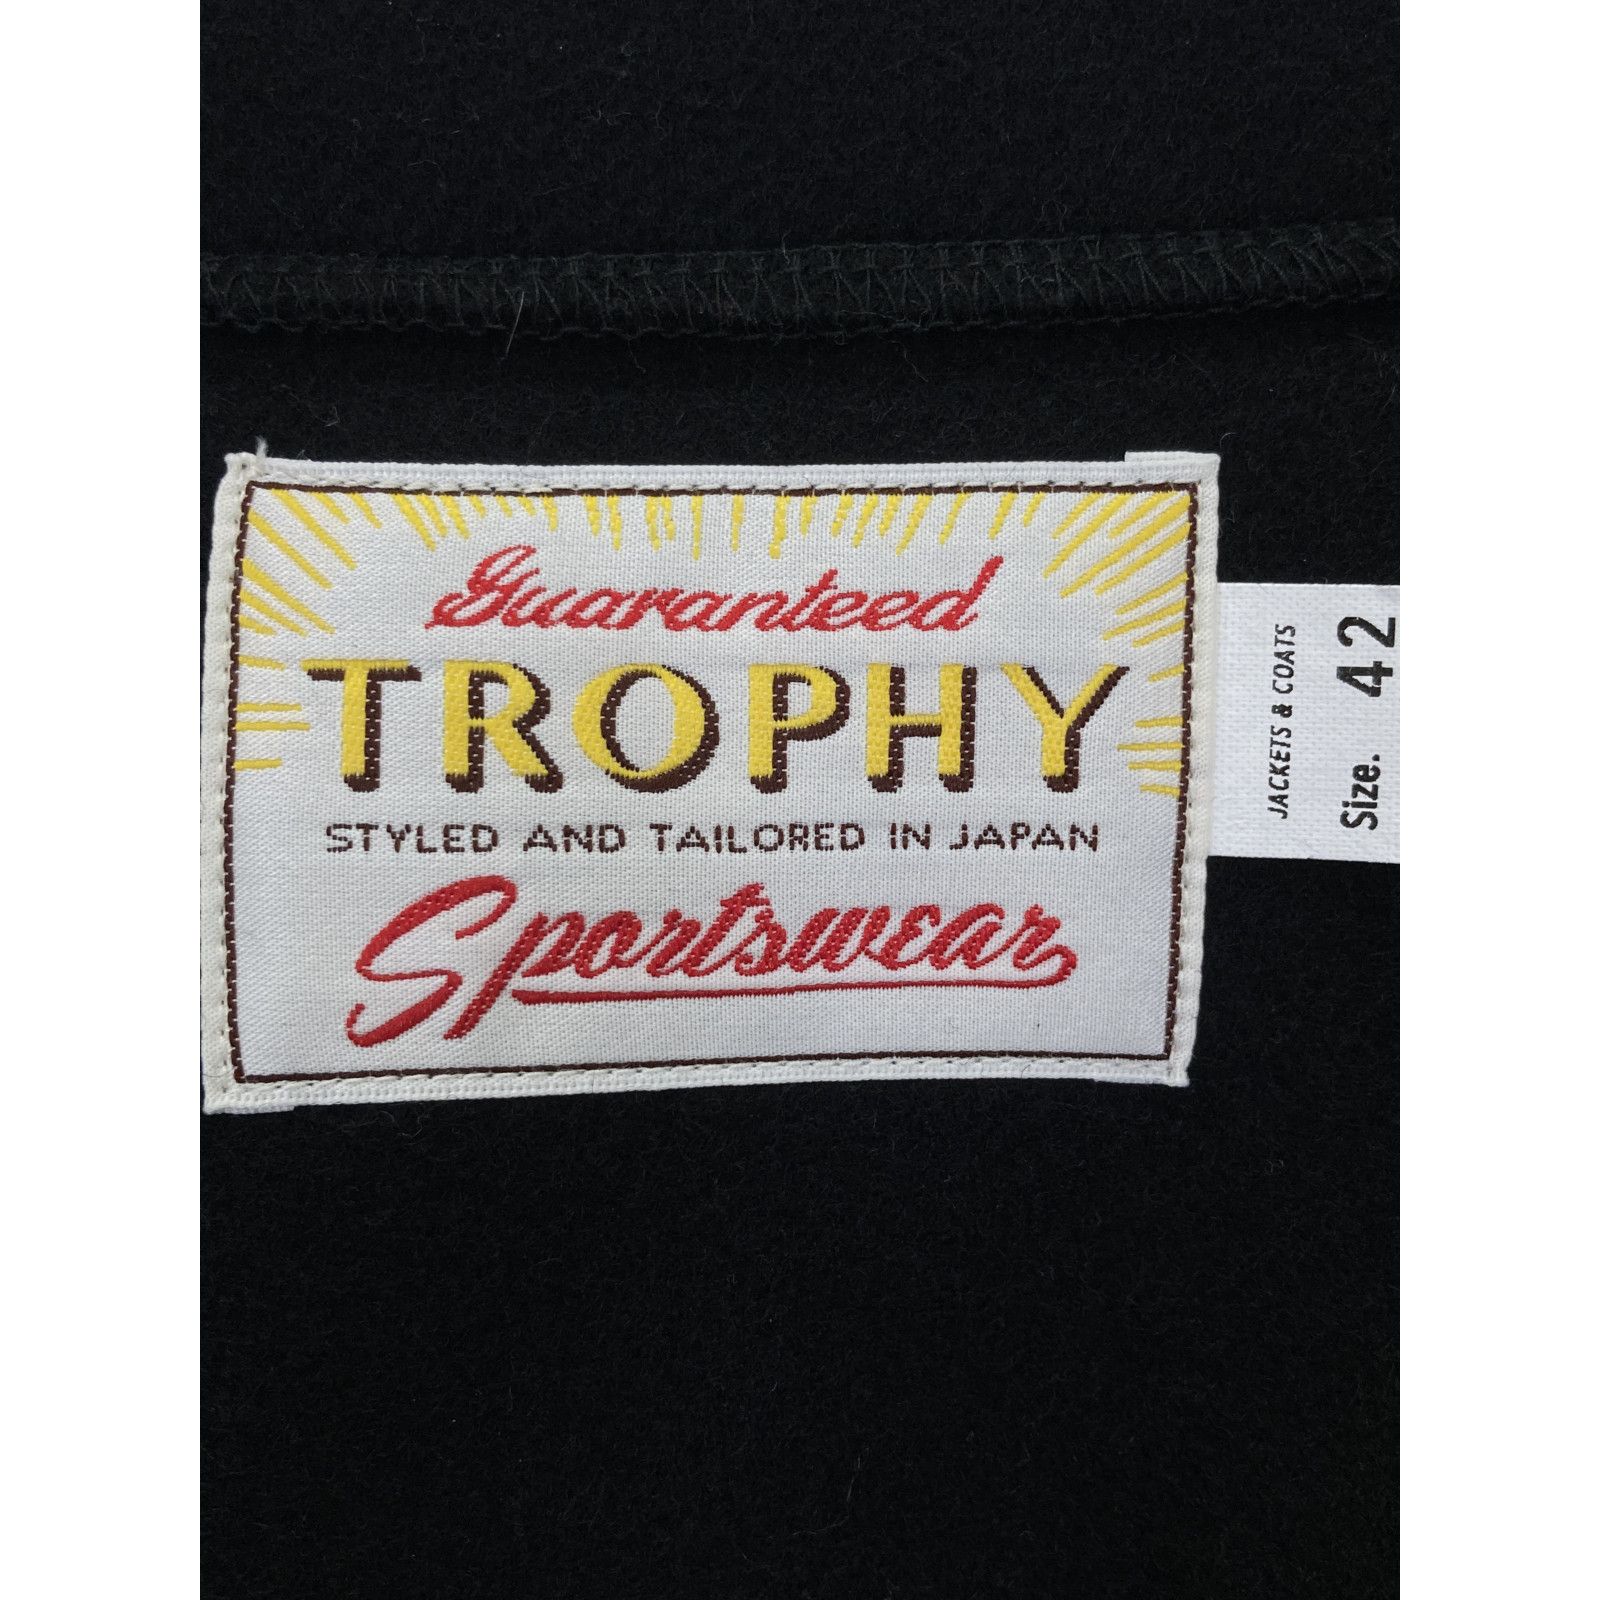 Guaranteed
TROPHY
STYLED AND TAILORED IN JAPAN
Sportswear
JACKETS & COATS
Size. 42